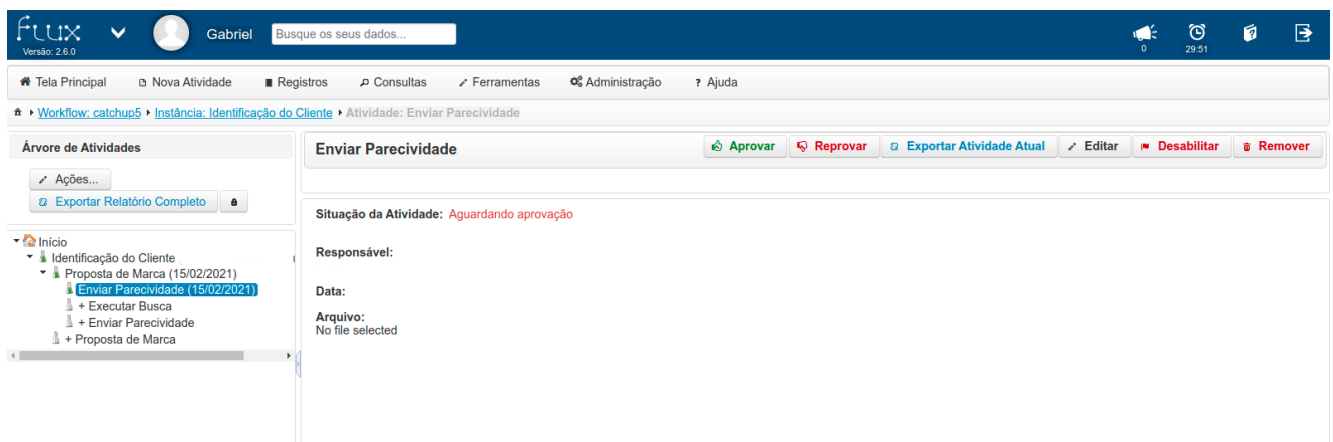 flux
Versão: 2.6.0
Gabriel
Busque os seus dados...
0
29:51
Tela Principal
Nova Atividade
Registros
Consultas
Ferramentas
Administração
? Ajuda
Workflow: catchup5
Instância: Identificação do Cliente
Atividade: Enviar Parecividade
Árvore de Atividades
Ações...
Exportar Relatório Completo
Início
Identificação do Cliente
Proposta de Marca (15/02/2021)
Enviar Parecividade (15/02/2021)
+ Executar Busca
+ Enviar Parecividade
+ Proposta de Marca
Enviar Parecividade
Aprovar
Reprovar
Exportar Atividade Atual
Editar
Desabilitar
Remover
Situação da Atividade: Aguardando aprovação
Responsável:
Data:
Arquivo:
No file selected